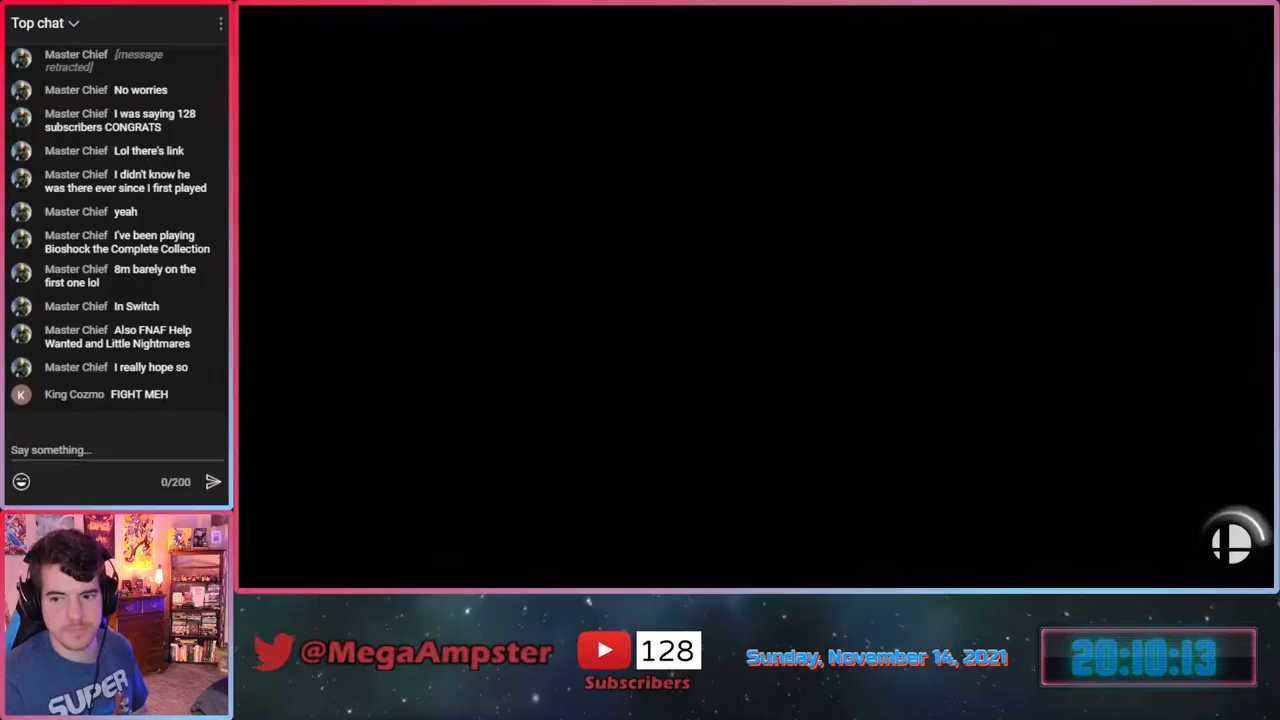 Top chat
Master Chief [message
retracted]
Master Chief No worries
Master Chief I was saying 128
subscribers CONGRATS
Master Chief Lol there's link
Master Chief I didn't know he
was there ever since I first played
Master Chief yeah
Master Chief I've been playing
Bioshock the Complete Collection
Master Chief 8m barely on the
first one lol
Master Chief In Switch
Master Chief Also FNAF Help
Wanted and Little Nightmares
Master Chief I really hope so
K King Cozmo FIGHT MEH
Say something...
0/200
SUPER
@MegaAmpster
128
Subscribers
Sunday, November 14, 2021
20:10:13